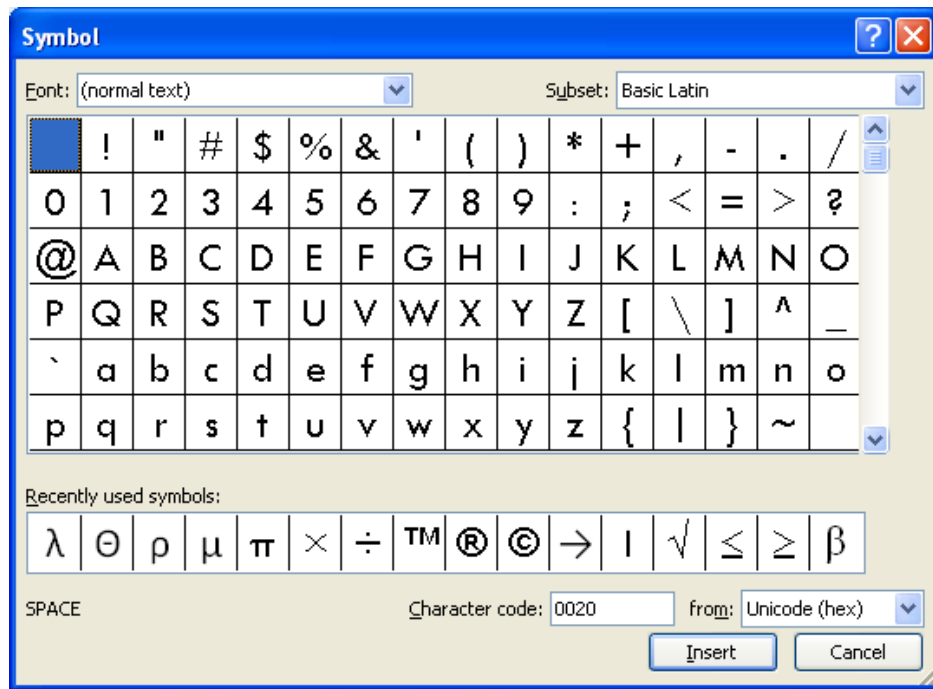 Symbol
Font: (normal text) Subset: Basic Latin
! " # $ % & ' ( ) * + , - . /
0 1 2 3 4 5 6 7 8 9 : ; < = > ?
@ A B C D E F G H I J K L M N O
P Q R S T U V W X Y Z [ \ ] ^ _
` a b c d e f g h i j k l m n o
p q r s t u v w x y z { | } ~
Recently used symbols:
λ Θ ρ μ π × ÷ ™ ® © → ا √ ≤ ≥ β
SPACE Character code: 0020 from: Unicode (hex)
Insert Cancel